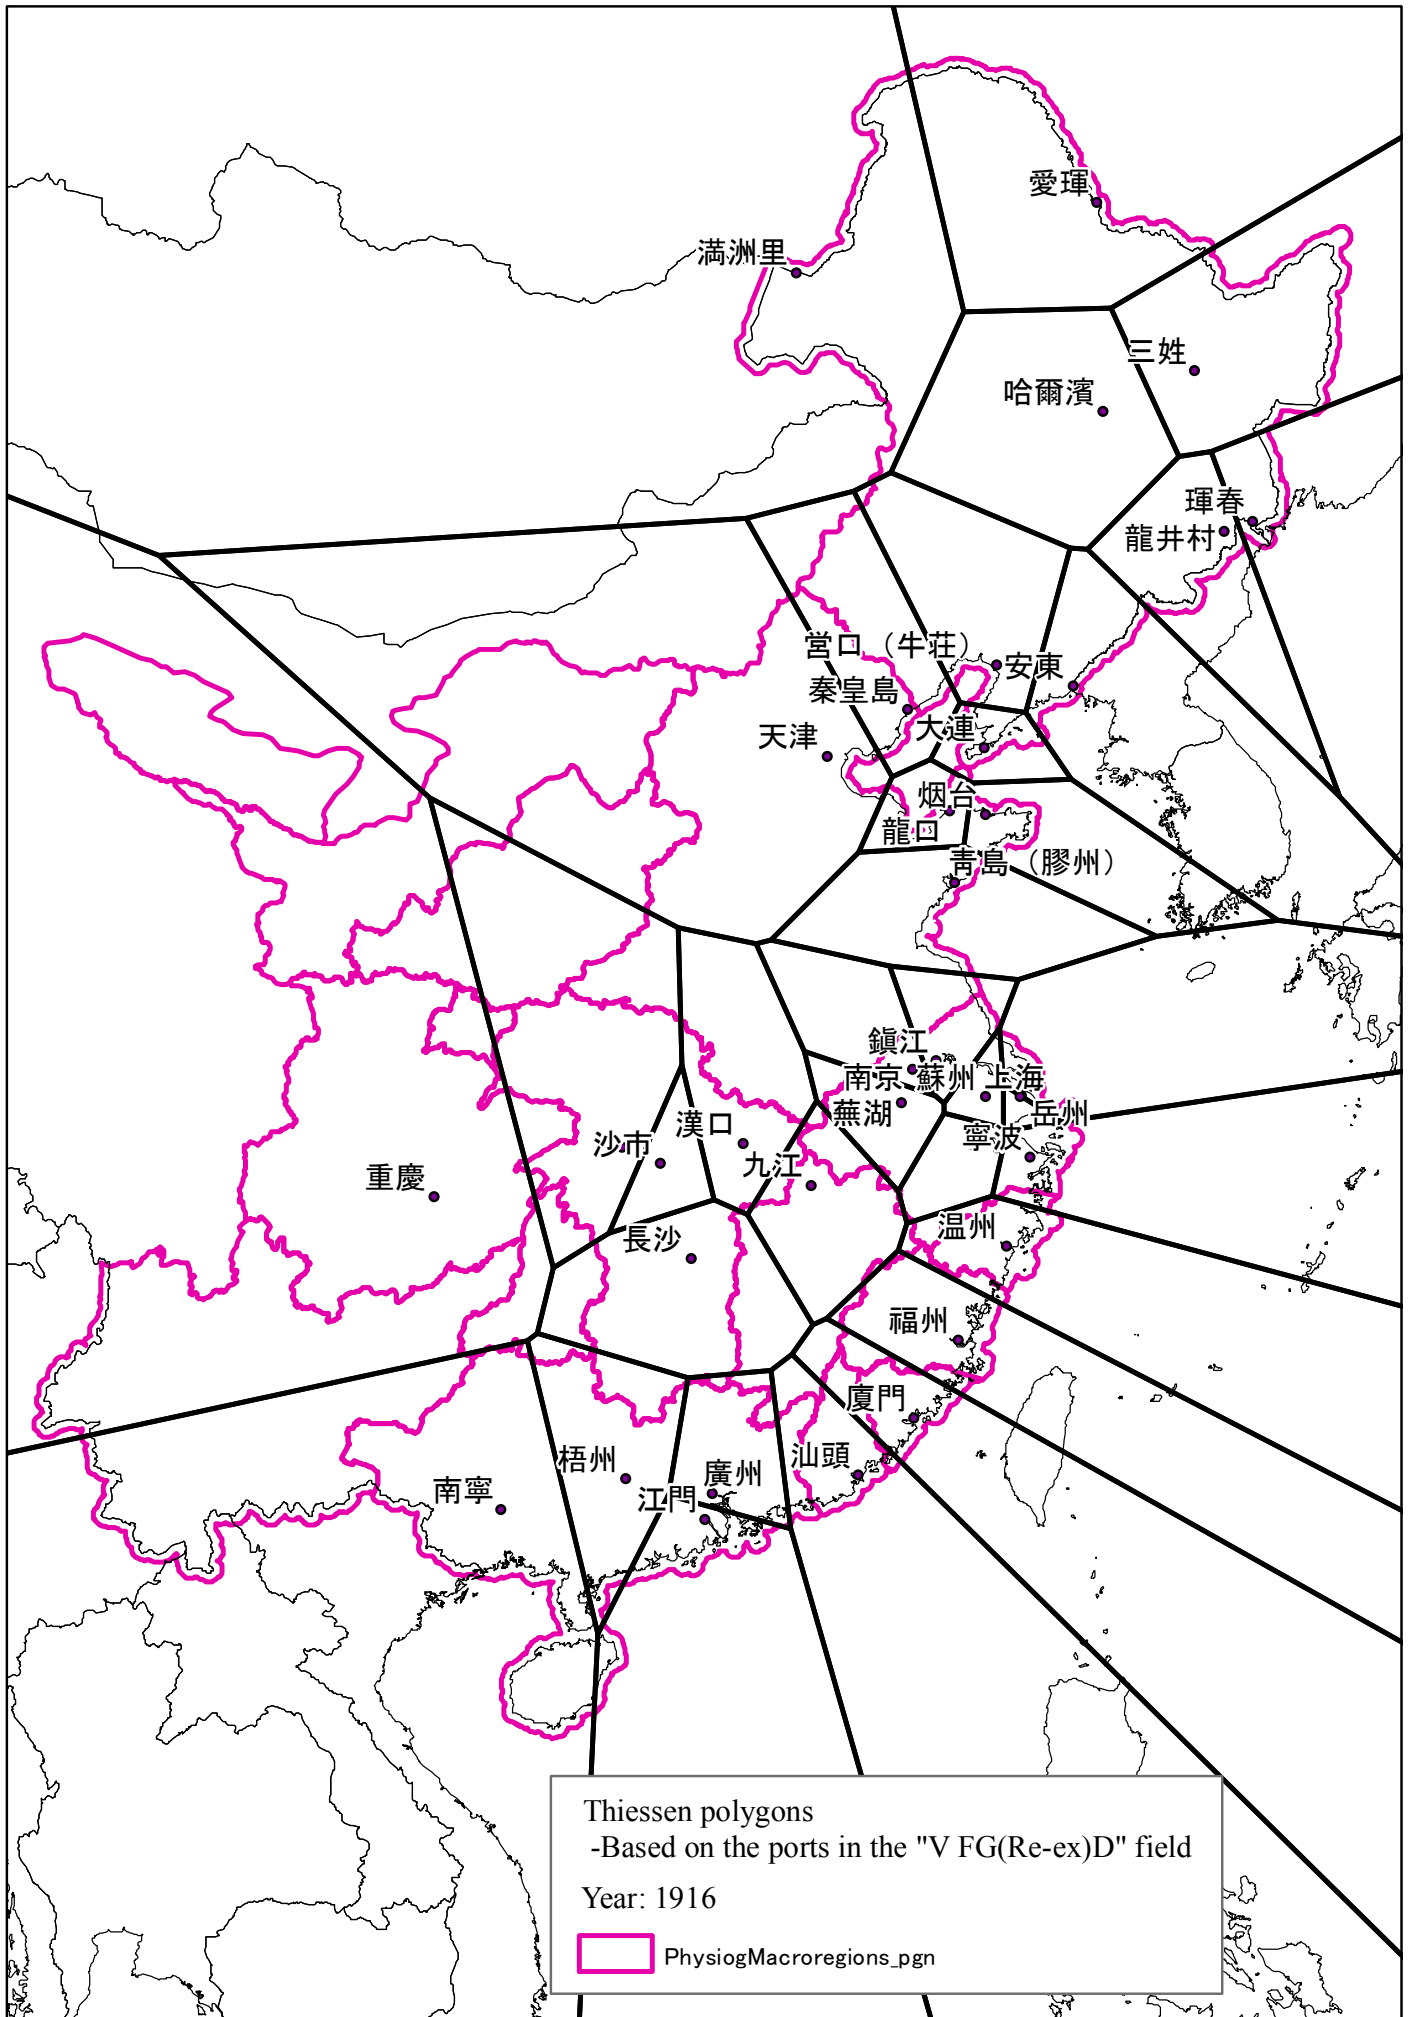 愛琿
満洲里
三姓
哈爾濱
琿春
龍井村
営口（牛荘）
安東
秦皇島
大連
天津
烟台
龍口
靑島（膠州）
鎭江
南京
蘇州
上海
蕪湖
岳州
漢口
寧波
沙市
九江
重慶
温州
長沙
福州
廈門
汕頭
梧州
廣州
南寧
江門
Thiessen polygons
-Based on the ports in the "V FG(Re-ex)D" field
Year: 1916
PhysiogMacroregions_pgn